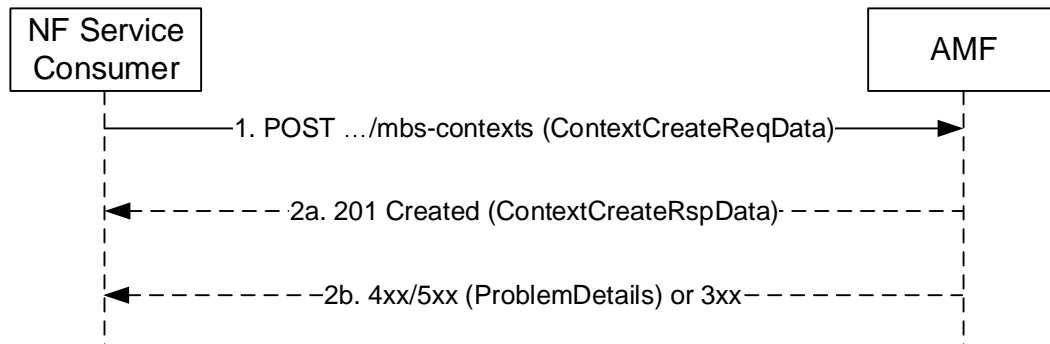 NF Service
Consumer
AMF
1. POST …/mbs-contexts (ContextCreateReqData)
2a. 201 Created (ContextCreateRspData)
2b. 4xx/5xx (ProblemDetails) or 3xx